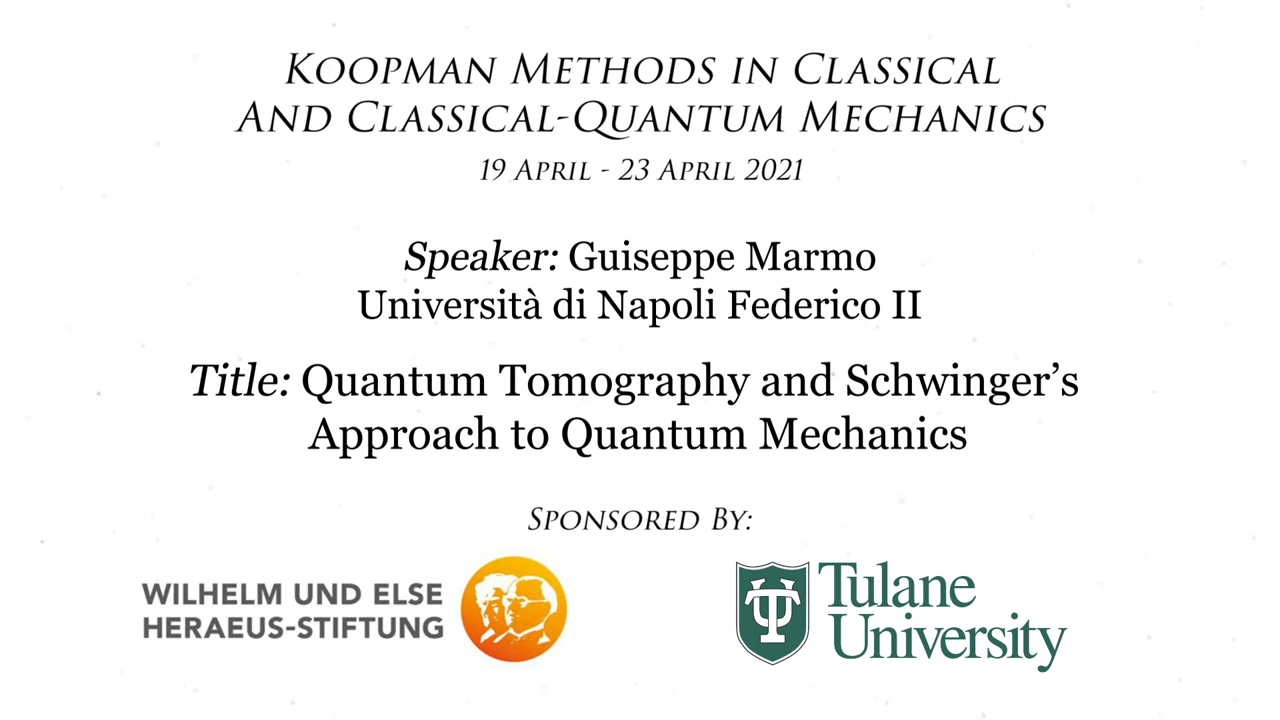 KOOPMAN METHODS IN CLASSICAL
AND CLASSICAL-QUANTUM MECHANICS
19 APRIL - 23 APRIL 2021
Speaker: Guiseppe Marmo
Università di Napoli Federico II
Title: Quantum Tomography and Schwinger’s
Approach to Quantum Mechanics
SPONSORED BY:
WILHELM UND ELSE
HERAEUS-STIFTUNG
Tulane
University